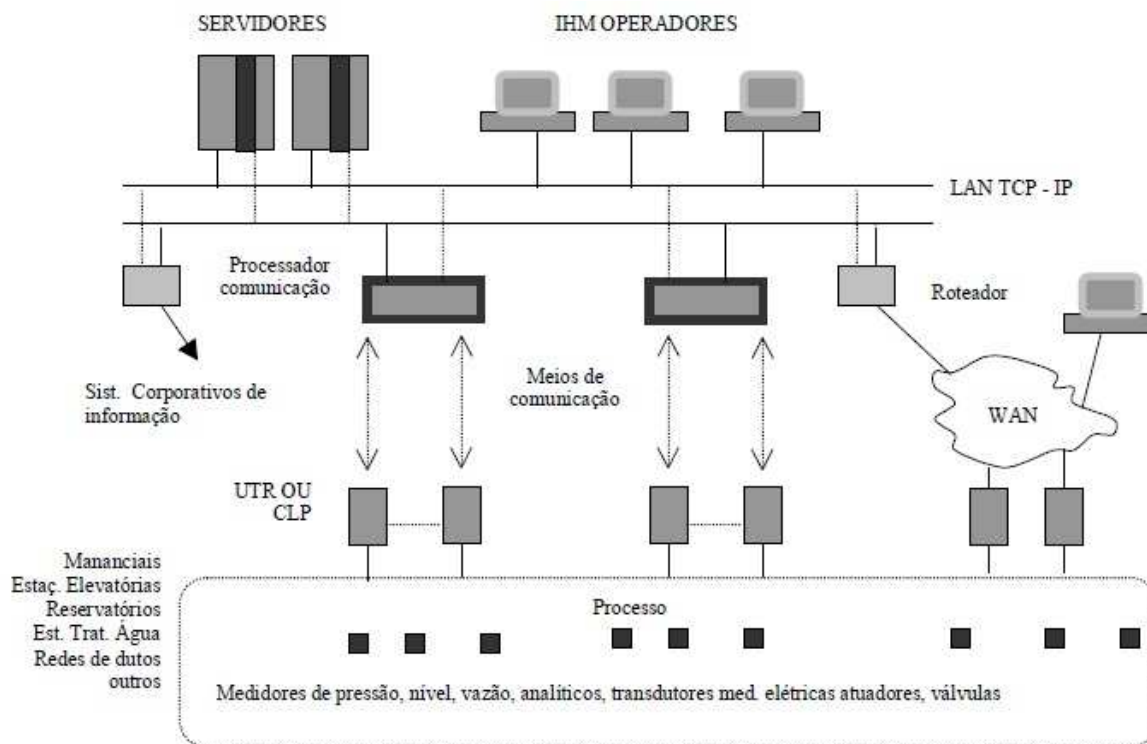 SERVIDORES
IHM OPERADORES
LAN TCP - IP
Processador
comunicação
Roteador
Sist. Corporativos de
informação
Meios de
comunicação
WAN
UTR OU
CLP
Mananciais
Estaç. Elevatórias
Reservatórios
Est. Trat. Água
Redes de dutos
outros
Processo
Medidores de pressão, nível, vazão, analíticos, transdutores med. elétricas atuadores, válvulas